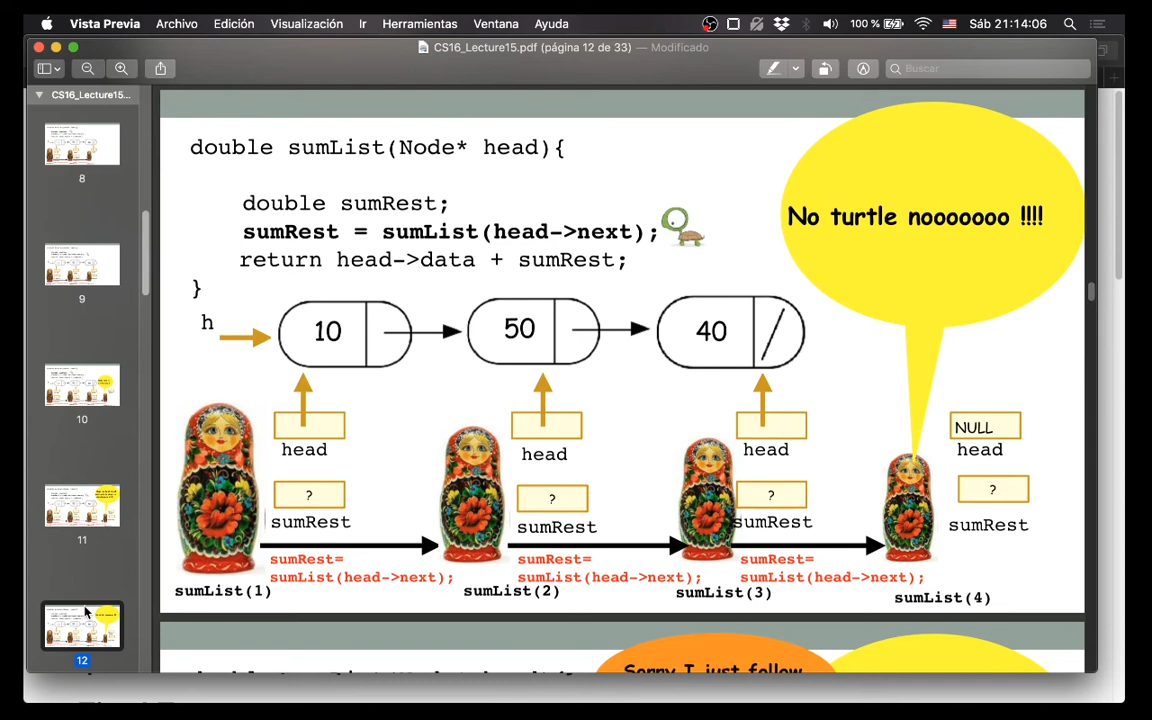 Vista Previa Archivo Edición Visualización Ir Herramientas Ventana Ayuda 100 % Sáb 21:14:06
CS16_Lecture15.pdf (página 12 de 33) — Modificado
Buscar
CS16_Lecture15...
8
9
10
11
12
double sumList(Node* head){
double sumRest;
sumRest = sumList(head->next);
return head->data + sumRest;
}
No turtle nooooooo !!!!
h
10 50 40
NULL
head head head head
? ? ? ?
sumRest sumRest sumRest sumRest
sumRest= sumRest= sumRest=
sumList(head->next); sumList(head->next); sumList(head->next);
sumList(1) sumList(2) sumList(3) sumList(4)
Sorry I just follow